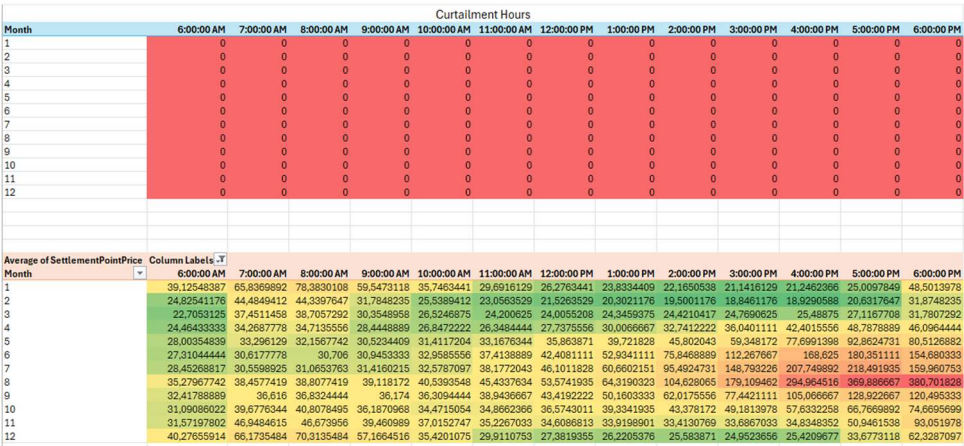 Curtailment Hours
Month 6:00:00 AM 7:00:00 AM 8:00:00 AM 9:00:00 AM 10:00:00 AM 11:00:00 AM 12:00:00 PM 1:00:00 PM 2:00:00 PM 3:00:00 PM 4:00:00 PM 5:00:00 PM 6:00:00 PM
1 0 0 0 0 0 0 0 0 0 0 0 0 0
2 0 0 0 0 0 0 0 0 0 0 0 0 0
3 0 0 0 0 0 0 0 0 0 0 0 0 0
4 0 0 0 0 0 0 0 0 0 0 0 0 0
5 0 0 0 0 0 0 0 0 0 0 0 0 0
6 0 0 0 0 0 0 0 0 0 0 0 0 0
7 0 0 0 0 0 0 0 0 0 0 0 0 0
8 0 0 0 0 0 0 0 0 0 0 0 0 0
9 0 0 0 0 0 0 0 0 0 0 0 0 0
10 0 0 0 0 0 0 0 0 0 0 0 0 0
11 0 0 0 0 0 0 0 0 0 0 0 0 0
12 0 0 0 0 0 0 0 0 0 0 0 0 0
Average of SettlementPointPrice Column Labels
Month 6:00:00 AM 7:00:00 AM 8:00:00 AM 9:00:00 AM 10:00:00 AM 11:00:00 AM 12:00:00 PM 1:00:00 PM 2:00:00 PM 3:00:00 PM 4:00:00 PM 5:00:00 PM 6:00:00 PM
1 39,12548387 65,8369892 78,3830108 59,5473118 35,7463441 29,6916129 26,2763441 23,8334409 22,1650538 21,1416129 21,2462366 25,0097849 48,5013978
2 24,82541176 44,4849412 44,3397647 31,7848235 25,5389412 23,0563529 21,5263529 20,3021176 19,5001176 18,8461176 18,9290588 20,6317647 31,8748235
3 22,7053125 37,4511458 38,7057292 30,3548958 26,5246875 24,200625 24,0055208 24,3459375 24,4210417 24,7690625 25,48875 27,1167708 31,7807292
4 24,46433333 34,2687778 34,7135556 28,4448889 26,8472222 26,3484444 27,7375556 30,0066667 32,7412222 36,0401111 42,4015556 48,7878889 46,0964444
5 28,00354839 33,296129 32,1567742 30,5234409 31,4117204 33,1676344 35,863871 39,721828 45,802043 59,348172 77,6991398 92,8624731 80,5126882
6 27,31044444 30,6177778 30,706 30,9453333 32,9585556 37,4138889 42,4081111 52,9341111 75,8468889 112,267667 168,625 180,351111 154,680333
7 28,45268817 30,5598925 31,0653763 31,4160215 32,5787097 38,1772043 46,1011828 60,6602151 95,4924731 148,793226 207,749892 218,491935 159,960753
8 35,27967742 38,4577419 38,8077419 39,118172 40,5393548 45,4337634 53,5741935 64,3190323 104,628065 179,109462 294,964516 369,886667 380,701828
9 32,41788889 36,616 36,8324444 36,174 36,3094444 38,9436667 43,4192222 50,1603333 62,0175556 77,4421111 105,066667 128,922667 120,495333
10 31,09086022 39,6776344 40,8078495 36,1870968 34,4715054 34,8662366 36,5743011 39,3341935 43,378172 49,1813978 57,6332258 66,7669892 74,6695699
11 31,57197802 46,9484615 46,673956 39,460989 37,0152747 35,2267033 34,6086813 33,9198901 33,4130769 33,6867033 34,8348352 50,9461538 93,051978
12 40,27655914 66,1735484 70,3135484 57,1664516 35,4201075 29,9110753 27,3819355 26,2205376 25,583871 24,9523656 25,4209677 33,6773118 62,3287097